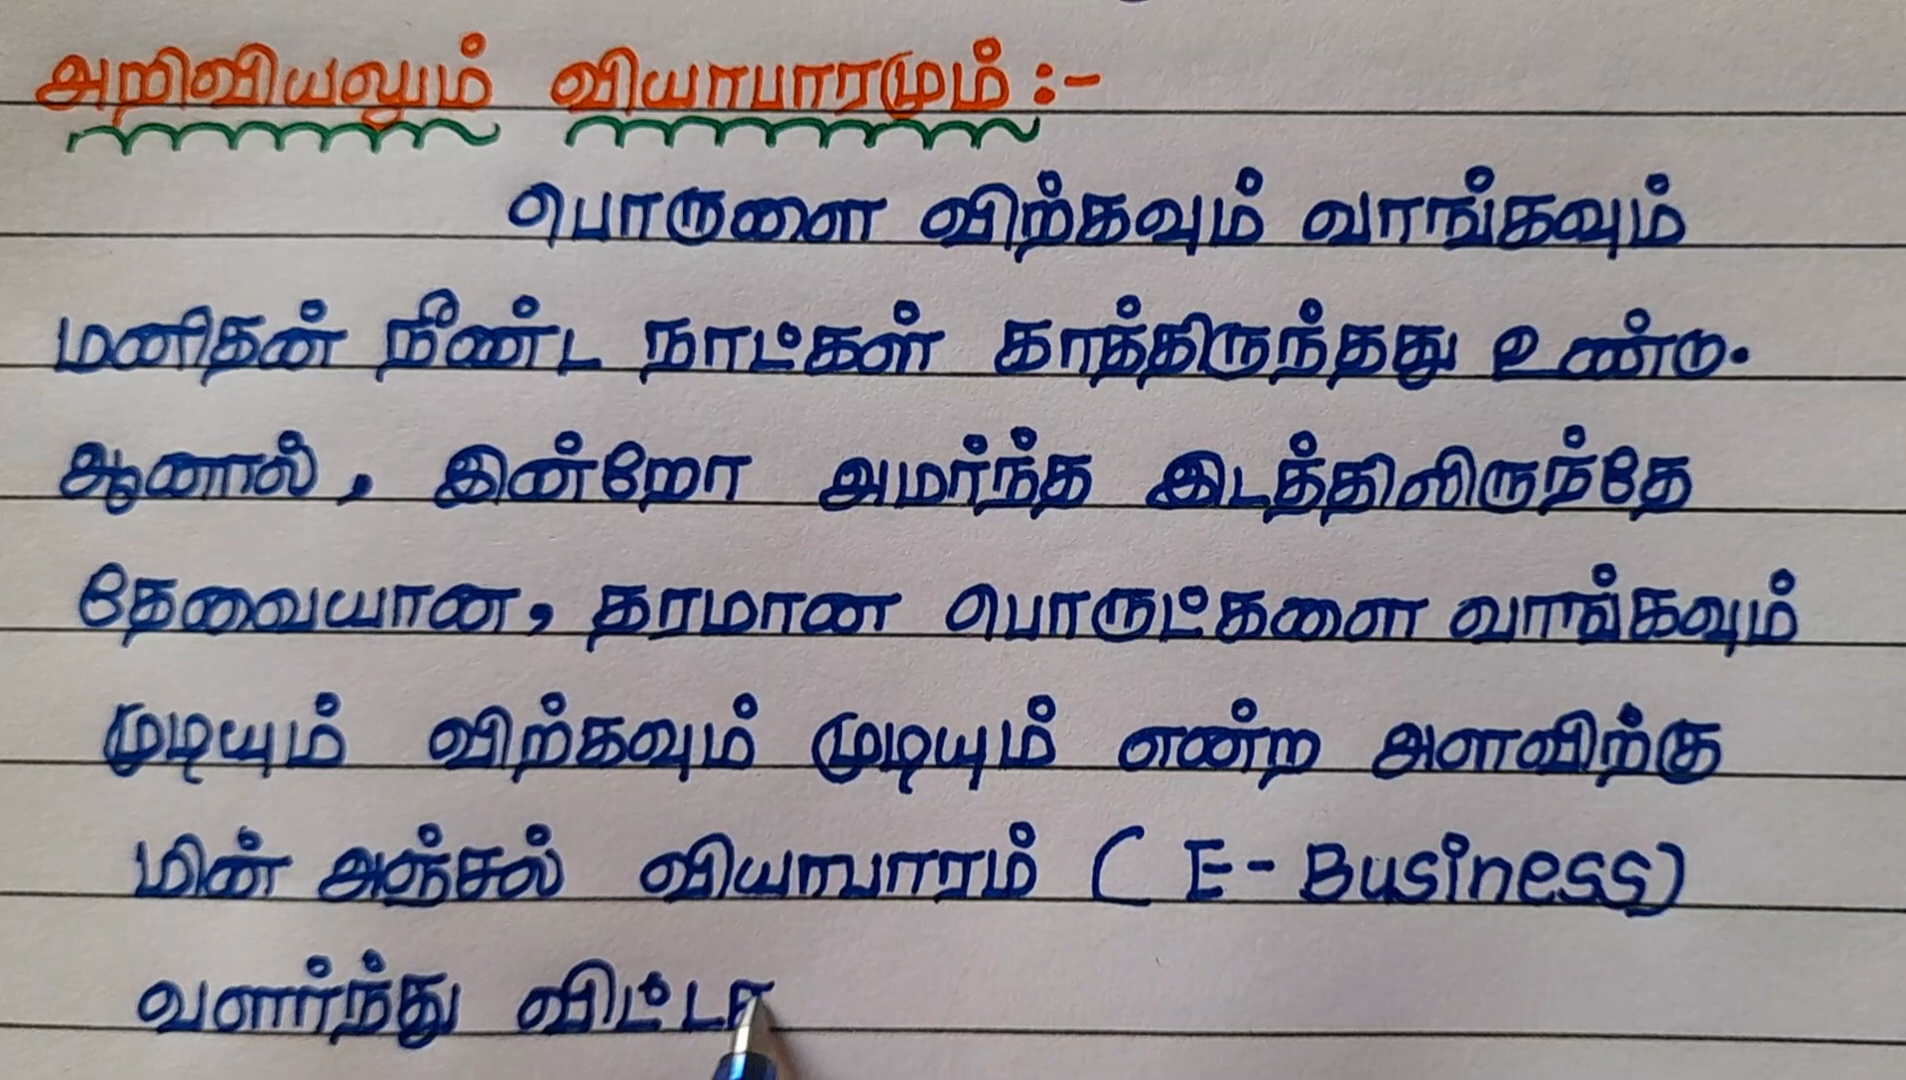 அறிவியலும் வியாபாரமும் :-
பொருளை விற்கவும் வாங்கவும்
மனிதன் நீண்ட நாட்கள் காத்திருந்தது உண்டு.
ஆனால், இன்றோ அமர்ந்த இடத்திலிருந்தே
தேவையான, தரமான பொருட்களை வாங்கவும்
முடியும் விற்கவும் முடியும் என்ற அளவிற்கு
மின் அஞ்சல் வியாபாரம் ( E - Business)
வளர்ந்து